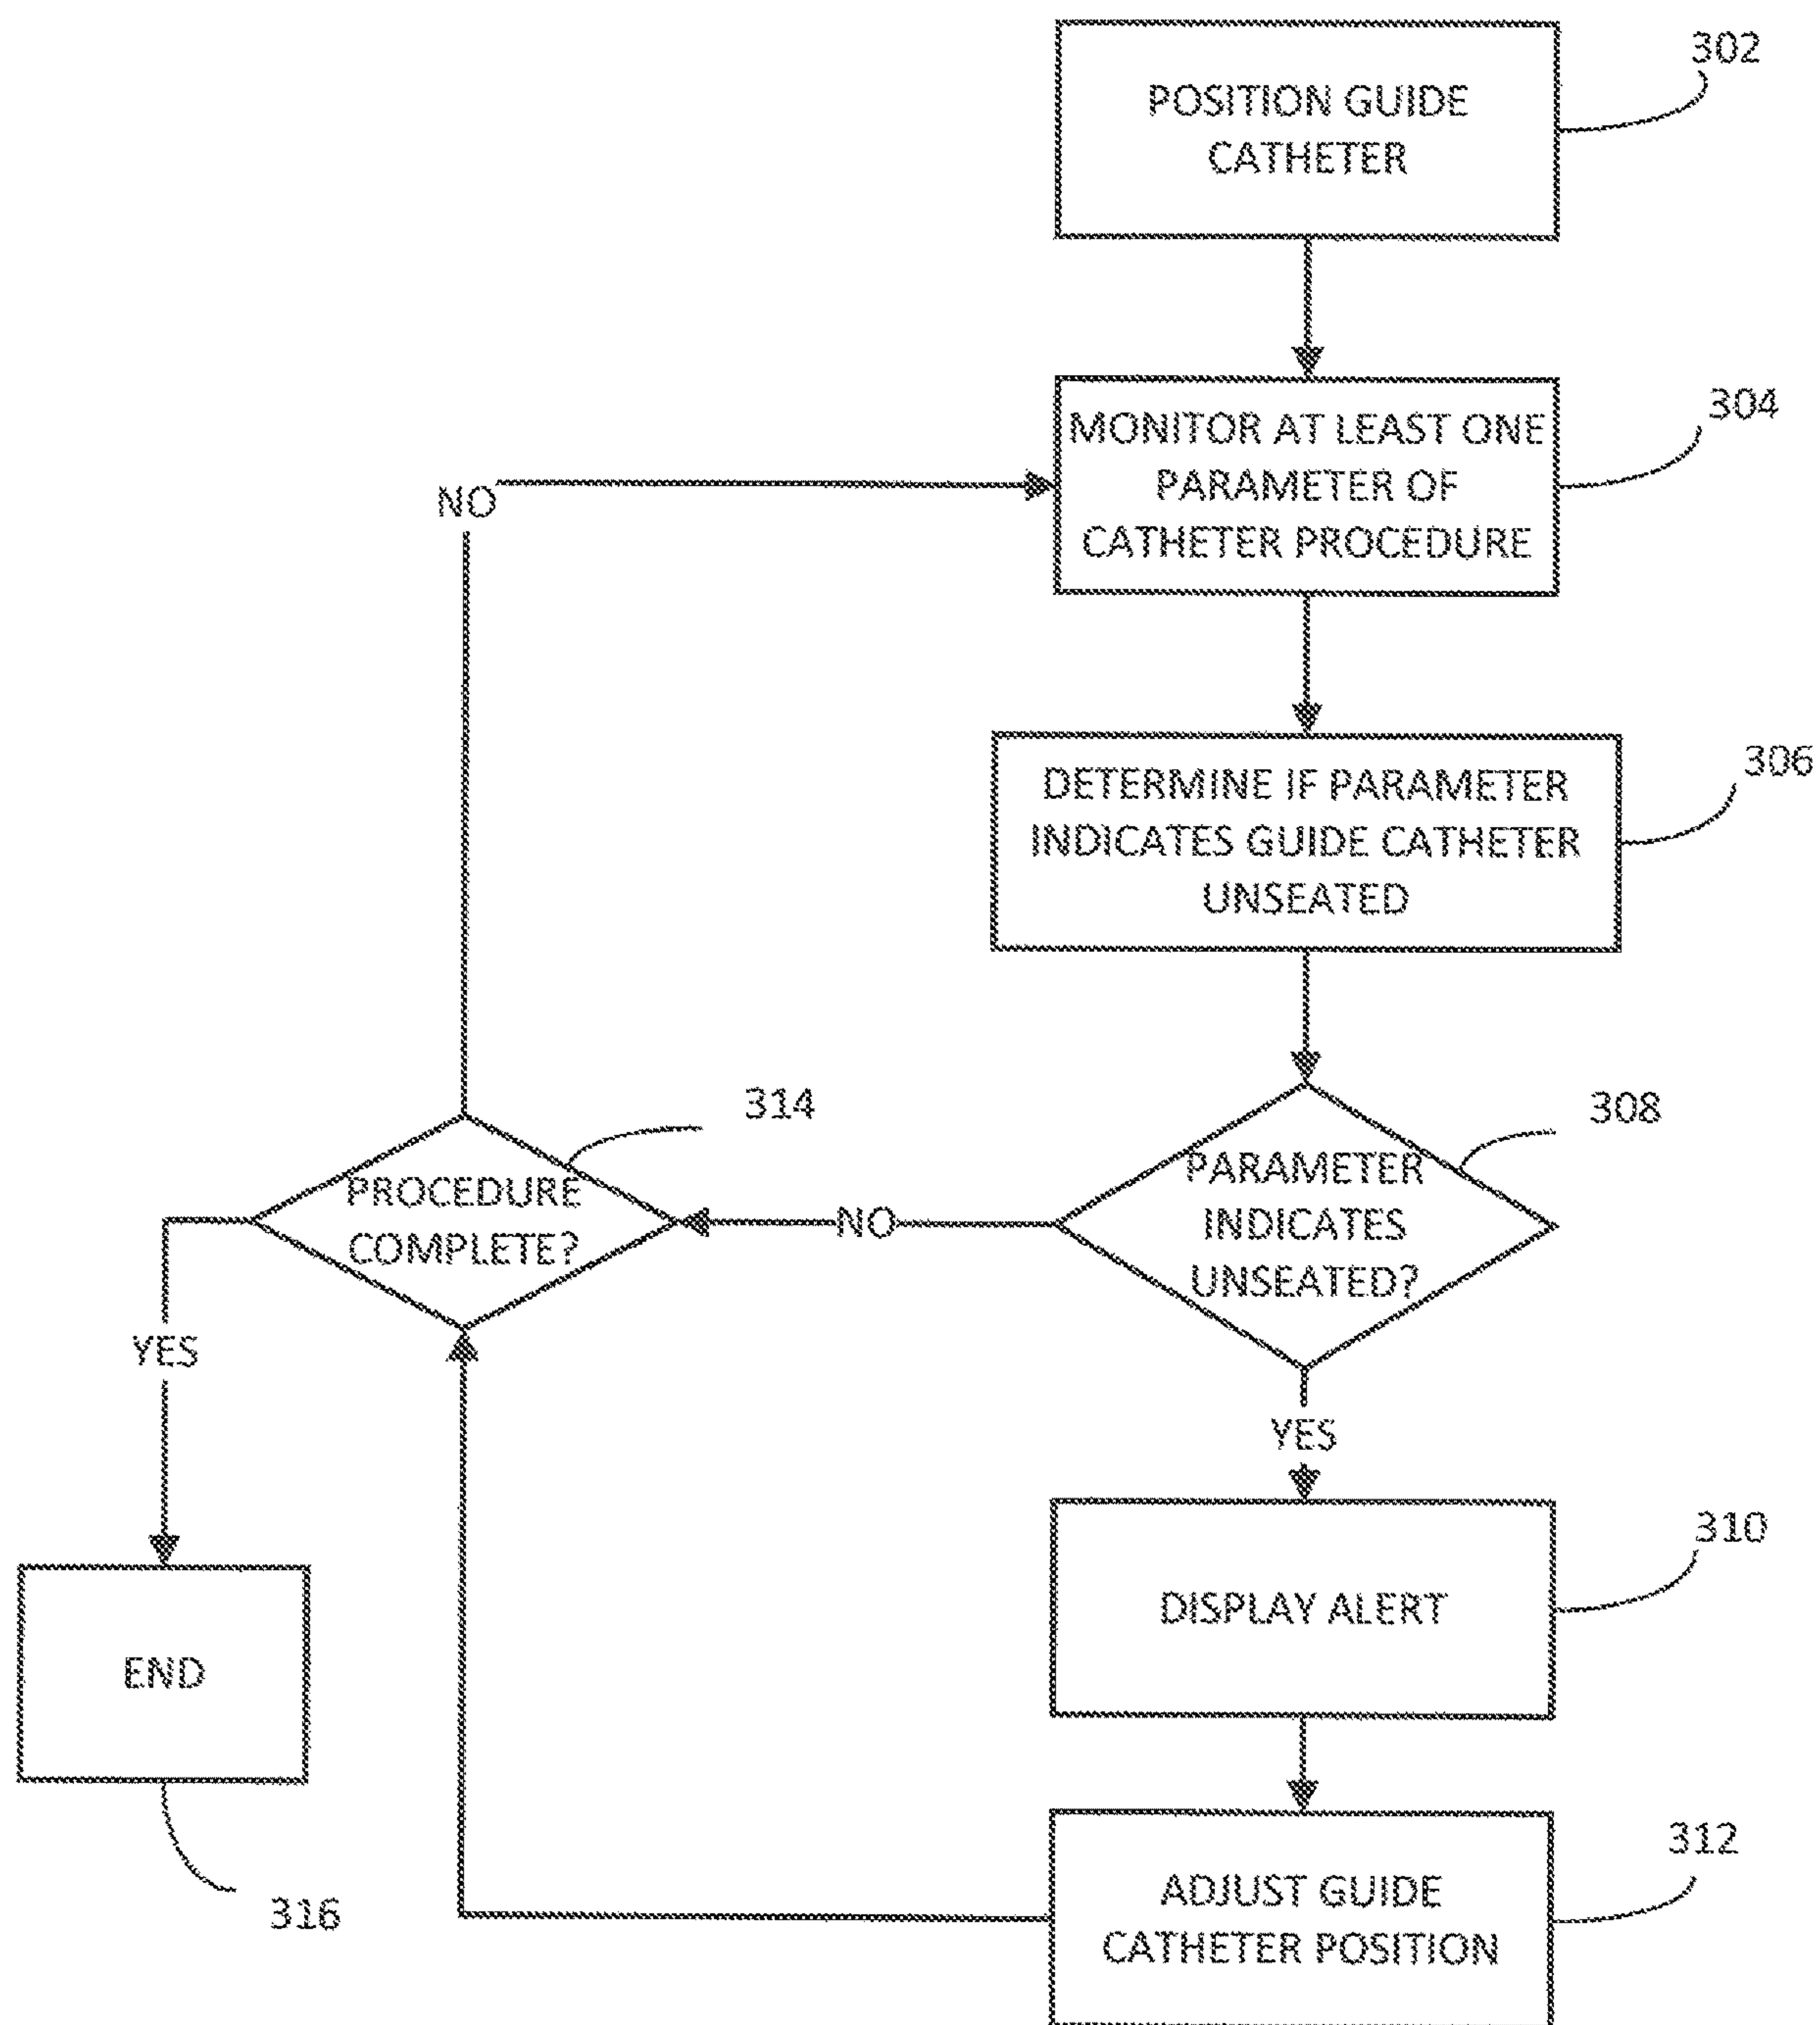 302
POSITION GUIDE
CATHETER
304
MONITOR AT LEAST ONE
PARAMETER OF
CATHETER PROCEDURE
NO
306
DETERMINE IF PARAMETER
INDICATES GUIDE CATHETER
UNSEATED
308
PARAMETER
INDICATES
UNSEATED?
NO
314
PROCEDURE
COMPLETE?
YES
YES
310
DISPLAY ALERT
END
316
312
ADJUST GUIDE
CATHETER POSITION